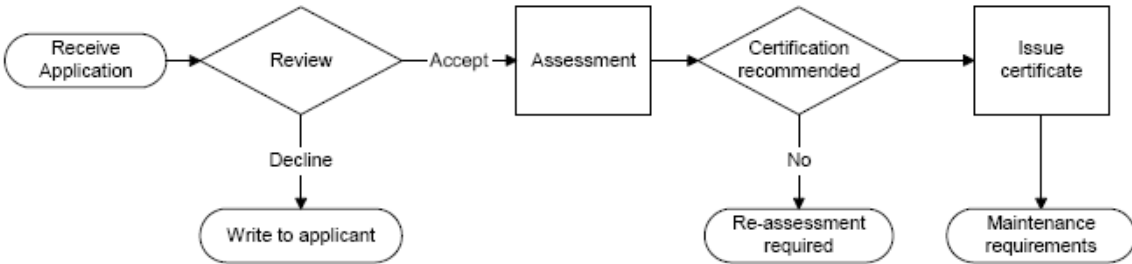 Receive
Application
Review
Accept
Assessment
Certification
recommended
Issue
certificate
Decline
No
Write to applicant
Re-assessment
required
Maintenance
requirements